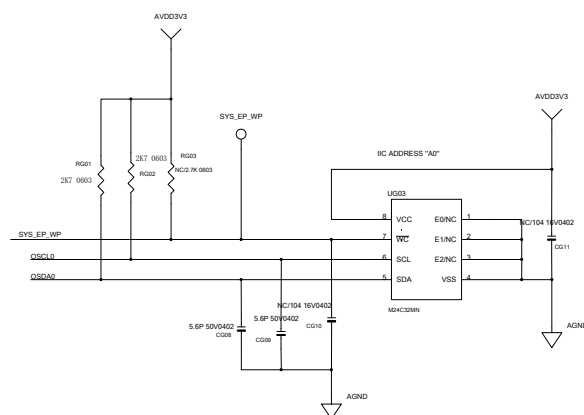 AVDD3V3
AVDD3V3
SYS_EP_WP
IIC ADDRESS "A0"
RG01
2K7 0603
2K7 0603
RG02
RG03
NC/2.7K 0603
UG03
8 VCC E0/NC 1
7 WC E1/NC 2
6 SCL E2/NC 3
5 SDA VSS 4
M24C32MN
NC/104 16V0402
CG11
SYS_EP_WP
OSCL0
OSDA0
NC/104 16V0402
CG10
5.6P 50V0402
CG09
5.6P 50V0402
CG08
AGND
AGND